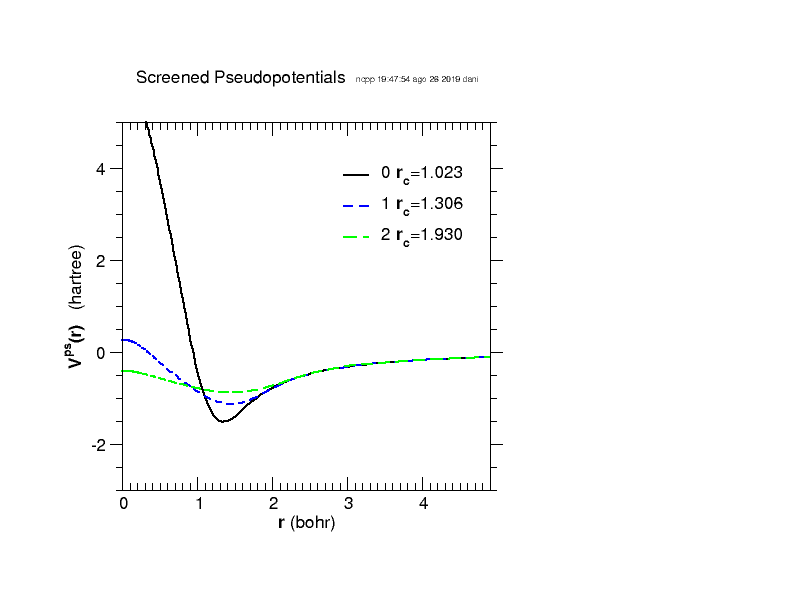 Screened Pseudopotentials ncpp 19:47:54 ago 26 2019 dani
0 rc=1.023
1 rc=1.306
2 rc=1.930
4
2
0
-2
Vps(r) (hartree)
0 1 2 3 4
r (bohr)